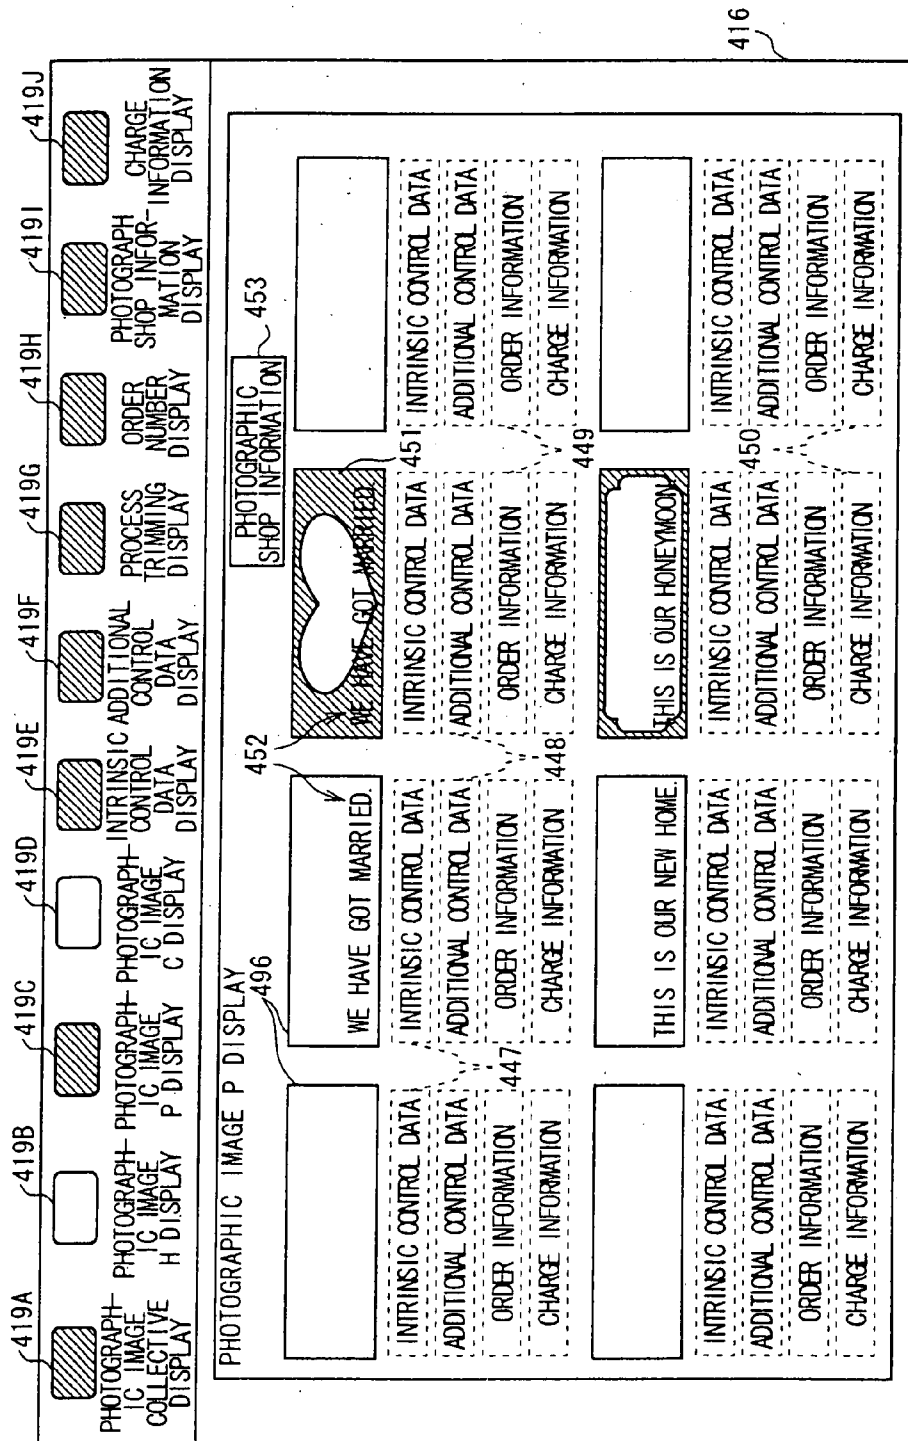 419A
419B
419C
419D
419E
419F
419G
419H
419I
419J
PHOTOGRAPH-
IC IMAGE
COLLECTIVE
DISPLAY
PHOTOGRAPH-
IC IMAGE
H DISPLAY
PHOTOGRAPH-
IC IMAGE
P DISPLAY
PHOTOGRAPH-
IC IMAGE
C DISPLAY
INTRINSIC
CONTROL
DATA
DISPLAY
ADDITIONAL
CONTROL
DATA
DISPLAY
PROCESS
TRIMMING
DISPLAY
ORDER
NUMBER
DISPLAY
PHOTOGRAPH
SHOP INFOR-
MATION
DISPLAY
CHARGE
INFORMATION
DISPLAY
416
PHOTOGRAPHIC IMAGE P DISPLAY
PHOTOGRAPHIC
SHOP INFORMATION
453
496
452
451
WE HAVE GOT MARRIED.
WE HAVE GOT MARRIED.
INTRINSIC CONTROL DATA
ADDITIONAL CONTROL DATA
ORDER INFORMATION
CHARGE INFORMATION
INTRINSIC CONTROL DATA
ADDITIONAL CONTROL DATA
ORDER INFORMATION
CHARGE INFORMATION
INTRINSIC CONTROL DATA
ADDITIONAL CONTROL DATA
ORDER INFORMATION
CHARGE INFORMATION
INTRINSIC CONTROL DATA
ADDITIONAL CONTROL DATA
ORDER INFORMATION
CHARGE INFORMATION
447
448
449
450
THIS IS OUR NEW HOME.
THIS IS OUR HONEYMOON.
INTRINSIC CONTROL DATA
ADDITIONAL CONTROL DATA
ORDER INFORMATION
CHARGE INFORMATION
INTRINSIC CONTROL DATA
ADDITIONAL CONTROL DATA
ORDER INFORMATION
CHARGE INFORMATION
INTRINSIC CONTROL DATA
ADDITIONAL CONTROL DATA
ORDER INFORMATION
CHARGE INFORMATION
INTRINSIC CONTROL DATA
ADDITIONAL CONTROL DATA
ORDER INFORMATION
CHARGE INFORMATION